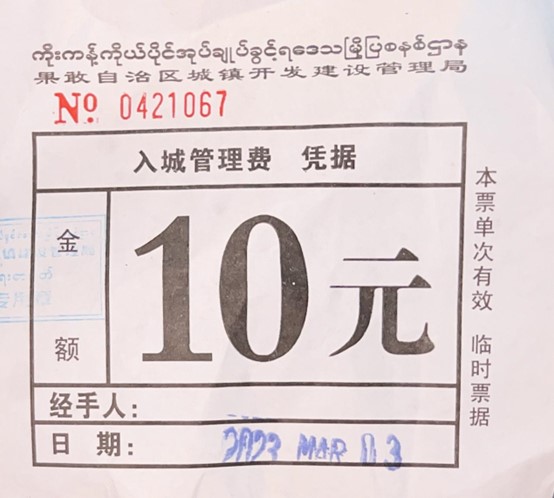 ကိုးကန့်ကိုယ်ပိုင်အုပ်ချုပ်ခွင့်ရဒေသမြို့ပြစနစ်ဌာန
果敢自治区城镇开发建设管理局
No. 0421067
入城管理费 凭据
金额
10元
经手人:
日 期:
2023 MAR 03
本票单次有效 临时票据